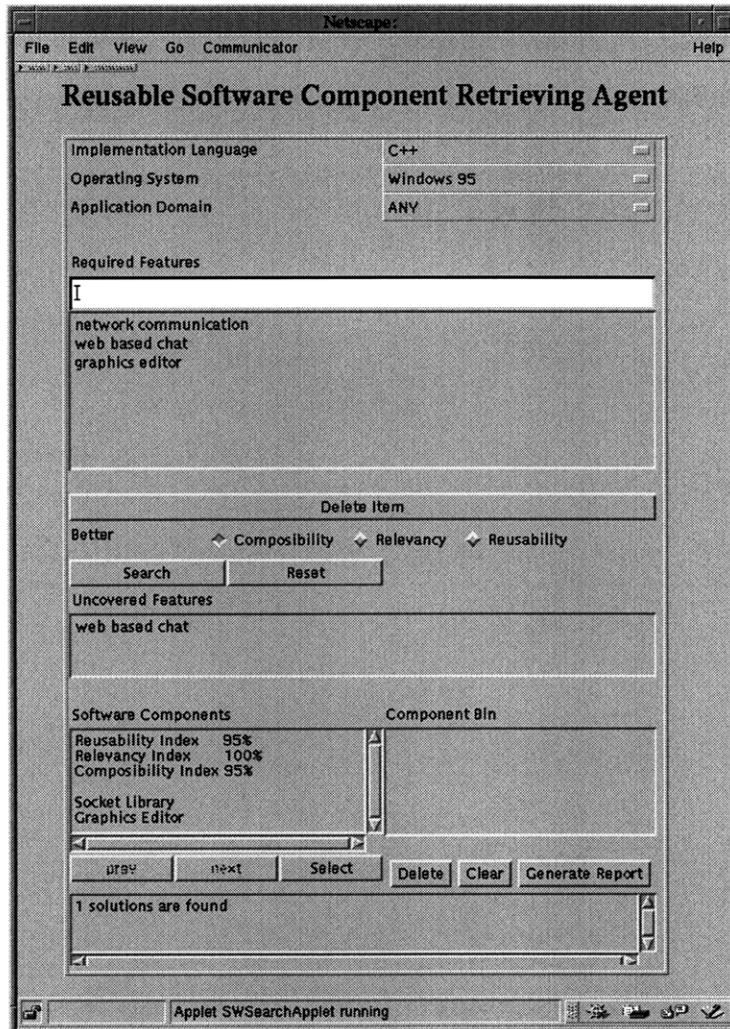 Netscape:
File Edit View Go Communicator Help
Reusable Software Component Retrieving Agent
Implementation Language C++
Operating System Windows 95
Application Domain ANY
Required Features
network communication
web based chat
graphics editor
Delete Item
Better Composibility Relevancy Reusability
Search Reset
Uncovered Features
web based chat
Software Components Component Bin
Reusability Index 95%
Relevancy Index 100%
Composibility Index 95%
Socket Library
Graphics Editor
prev next Select Delete Clear Generate Report
1 solutions are found
Applet SWSearchApplet running